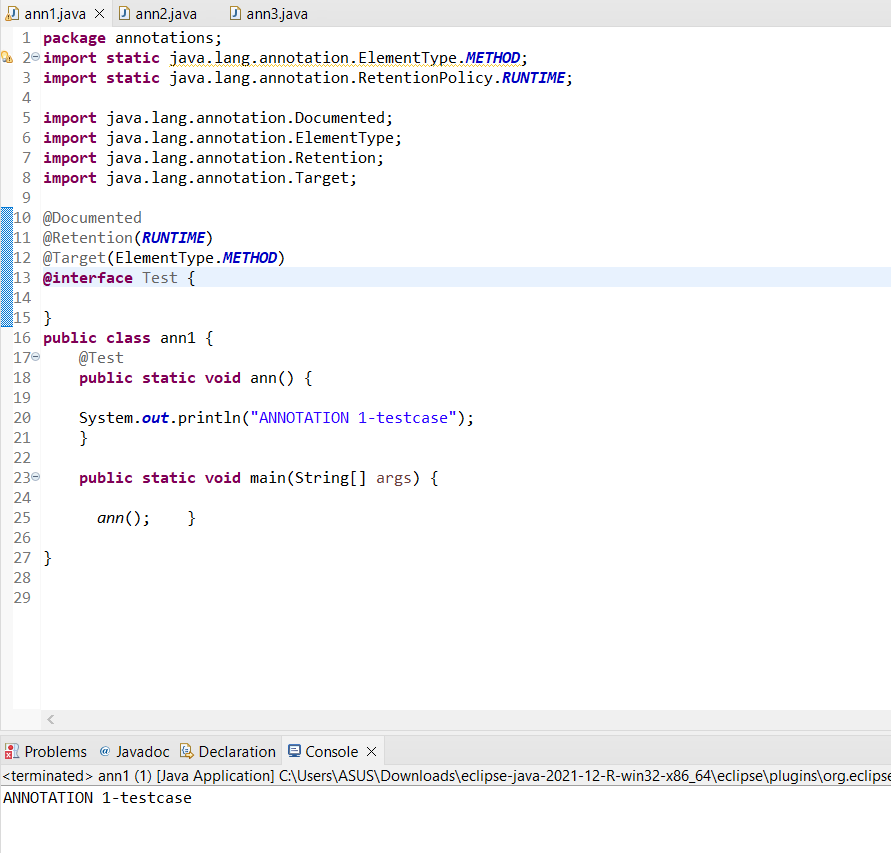 ann1.java ann2.java ann3.java
1 package annotations;
2 import static java.lang.annotation.ElementType.METHOD;
3 import static java.lang.annotation.RetentionPolicy.RUNTIME;
4
5 import java.lang.annotation.Documented;
6 import java.lang.annotation.ElementType;
7 import java.lang.annotation.Retention;
8 import java.lang.annotation.Target;
9
10 @Documented
11 @Retention(RUNTIME)
12 @Target(ElementType.METHOD)
13 @interface Test {
14
15 }
16 public class ann1 {
17 @Test
18 public static void ann() {
19
20 System.out.println("ANNOTATION 1-testcase");
21 }
22
23 public static void main(String[] args) {
24
25 ann(); }
26
27 }
28
29
Problems @ Javadoc Declaration Console
<terminated> ann1 (1) [Java Application] C:\Users\ASUS\Downloads\eclipse-java-2021-12-R-win32-x86_64\eclipse\plugins\org.eclipse
ANNOTATION 1-testcase